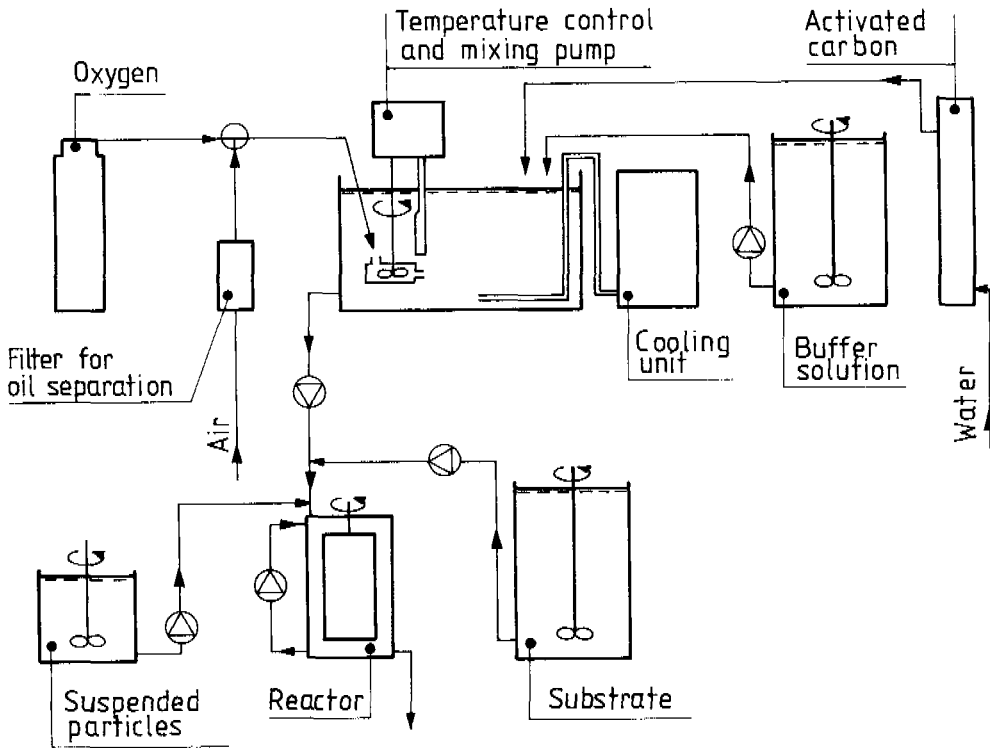 Temperature control
and mixing pump
Activated
carbon
Oxygen
Filter for
oil separation
Air
Cooling
unit
Buffer
solution
Water
Suspended
particles
Reactor
Substrate